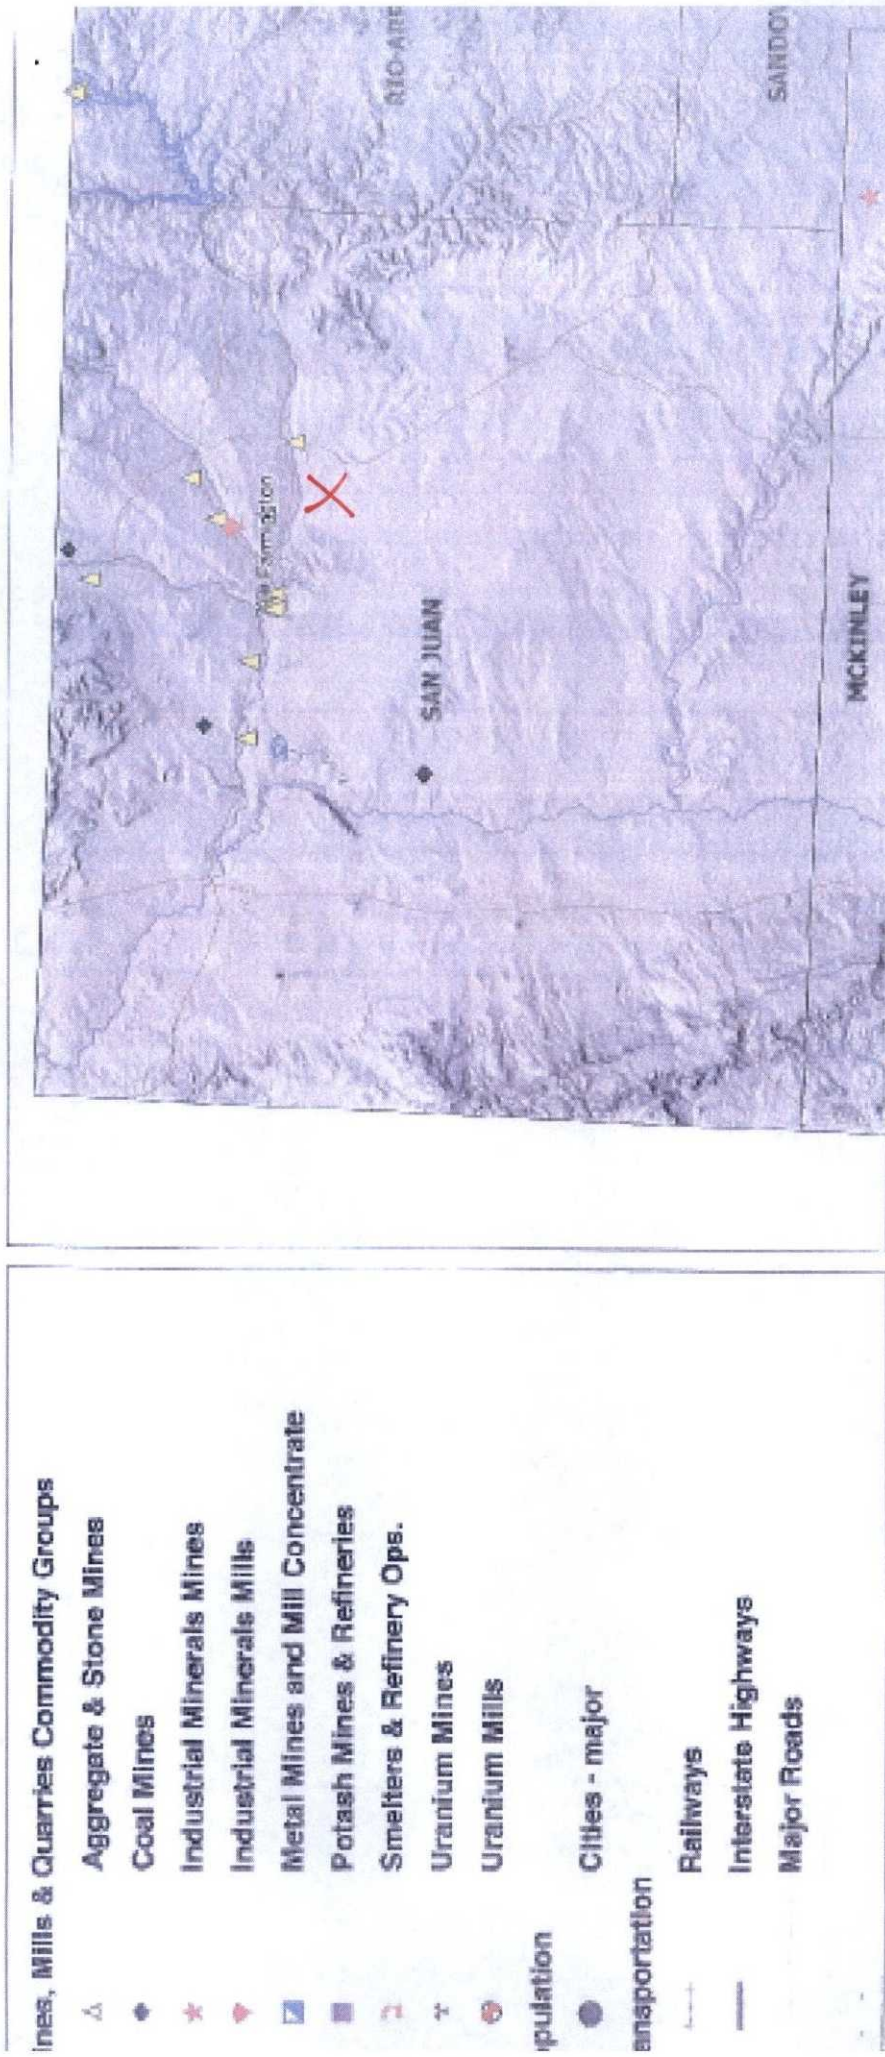 ines, Mills & Quarries Commodity Groups
Aggregate & Stone Mines
Coal Mines
Industrial Minerals Mines
Industrial Minerals Mills
Metal Mines and Mill Concentrate
Potash Mines & Refineries
Smelters & Refinery Ops.
Uranium Mines
Uranium Mills
pulation
Cities - major
ansportation
Railways
Interstate Highways
Major Roads
Farmington
SAN JUAN
MCKINLEY
RIO ARR
SANDOV